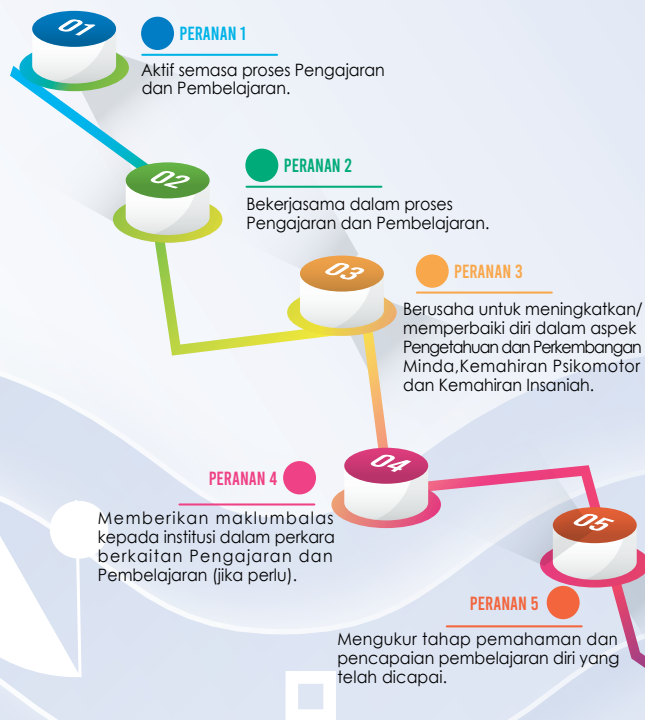 01
PERANAN 1
Aktif semasa proses Pengajaran
dan Pembelajaran.
02
PERANAN 2
Bekerjasama dalam proses
Pengajaran dan Pembelajaran.
03
PERANAN 3
Berusaha untuk meningkatkan/
memperbaiki diri dalam aspek
Pengetahuan dan Perkembangan
Minda,Kemahiran Psikomotor
dan Kemahiran Insaniah.
04
PERANAN 4
Memberikan maklumbalas
kepada institusi dalam perkara
berkaitan Pengajaran dan
Pembelajaran (jika perlu).
05
PERANAN 5
Mengukur tahap pemahaman dan
pencapaian pembelajaran diri yang
telah dicapai.